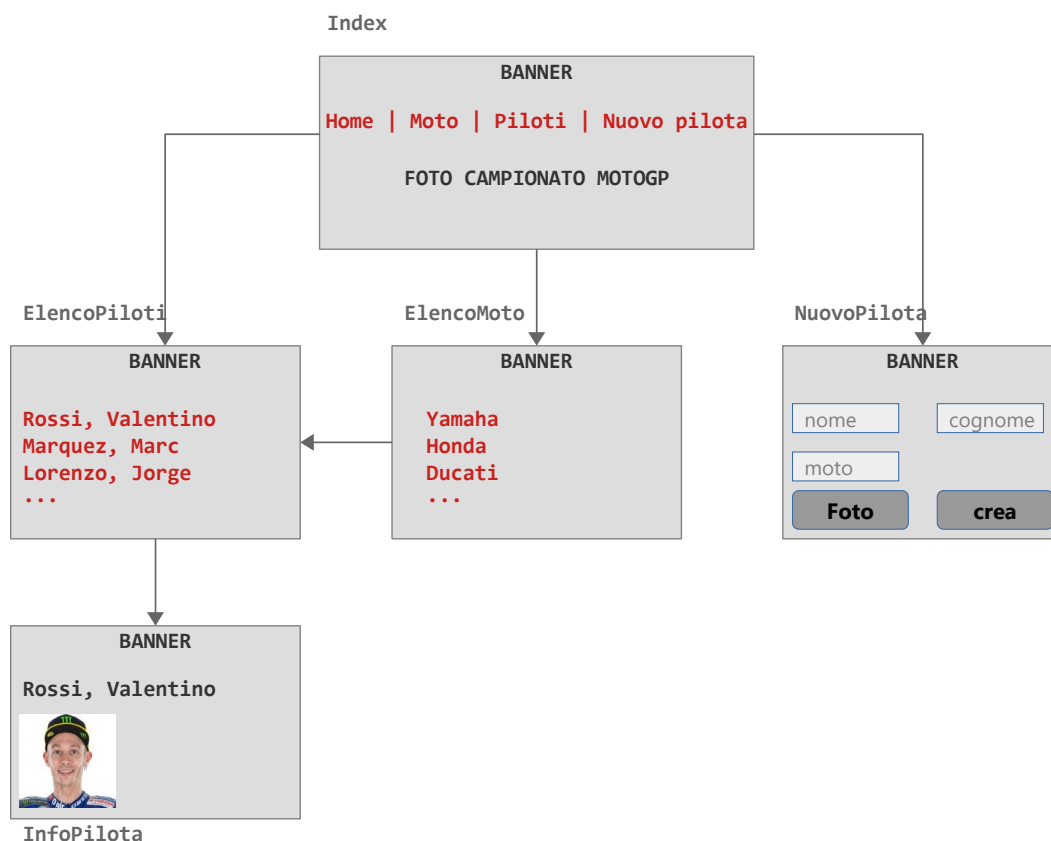 Index
BANNER
Home | Moto | Piloti | Nuovo pilota
FOTO CAMPIONATO MOTOGP
ElencoPiloti
BANNER
Rossi, Valentino
Marquez, Marc
Lorenzo, Jorge
...
ElencoMoto
BANNER
Yamaha
Honda
Ducati
...
NuovoPilota
BANNER
nome cognome
moto
Foto crea
BANNER
Rossi, Valentino
InfoPilota